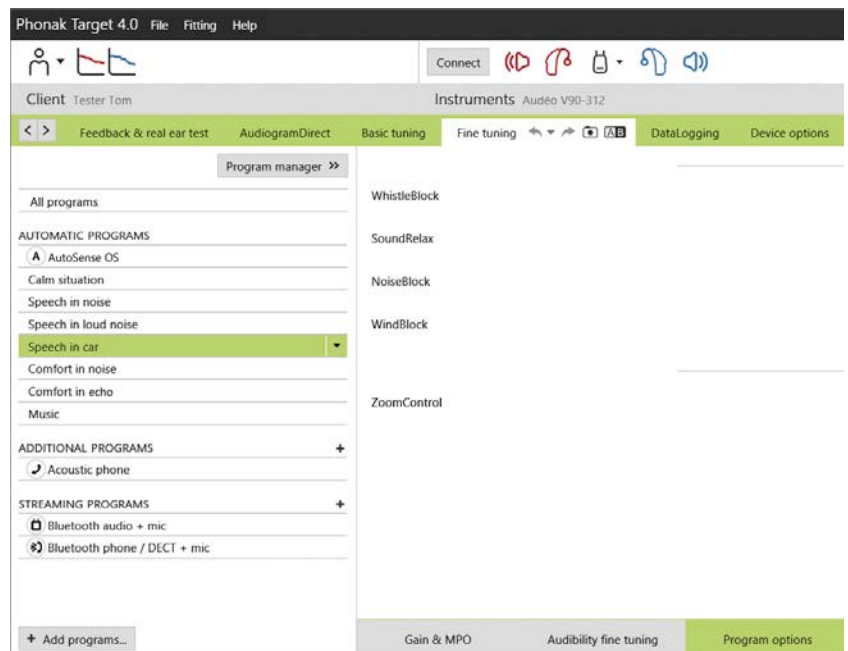 Phonak Target 4.0 File Fitting Help
Connect
Client Tester Tom
Instruments Audéo V90-312
< > Feedback & real ear test AudiogramDirect Basic tuning Fine tuning AB DataLogging Device options
Program manager >>
All programs
AUTOMATIC PROGRAMS
A AutoSense OS
Calm situation
Speech in noise
Speech in loud noise
Speech in car
Comfort in noise
Comfort in echo
Music
ADDITIONAL PROGRAMS +
Acoustic phone
STREAMING PROGRAMS +
Bluetooth audio + mic
Bluetooth phone / DECT + mic
+ Add programs...
WhistleBlock
SoundRelax
NoiseBlock
WindBlock
ZoomControl
Gain & MPO Audibility fine tuning Program options